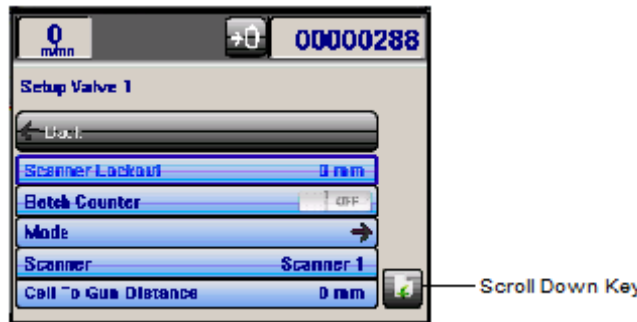 0
m/mn
00000288
Setup Valve 1
Back
Scanner Lockout 0 mm
Batch Counter OFF
Mode
Scanner Scanner 1
Cell To Gun Distance 0 mm
Scroll Down Key